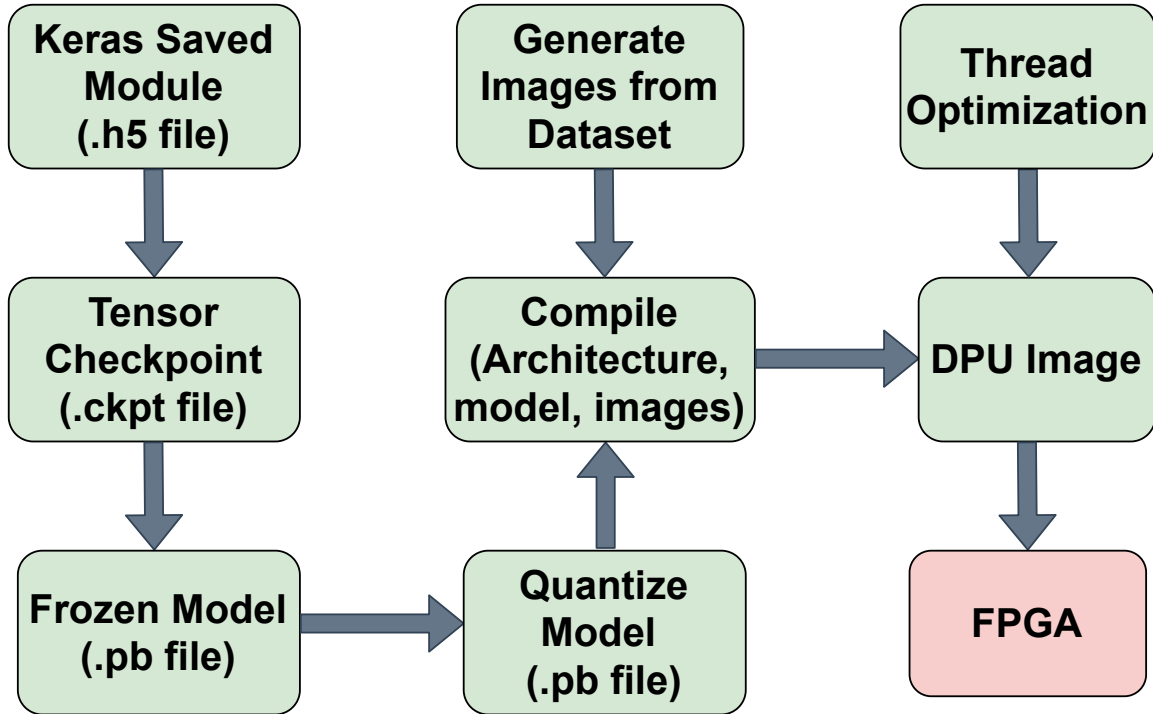 Keras Saved
Module
(.h5 file)
Generate
Images from
Dataset
Thread
Optimization
Tensor
Checkpoint
(.ckpt file)
Compile
(Architecture,
model, images)
DPU Image
Frozen Model
(.pb file)
Quantize
Model
(.pb file)
FPGA